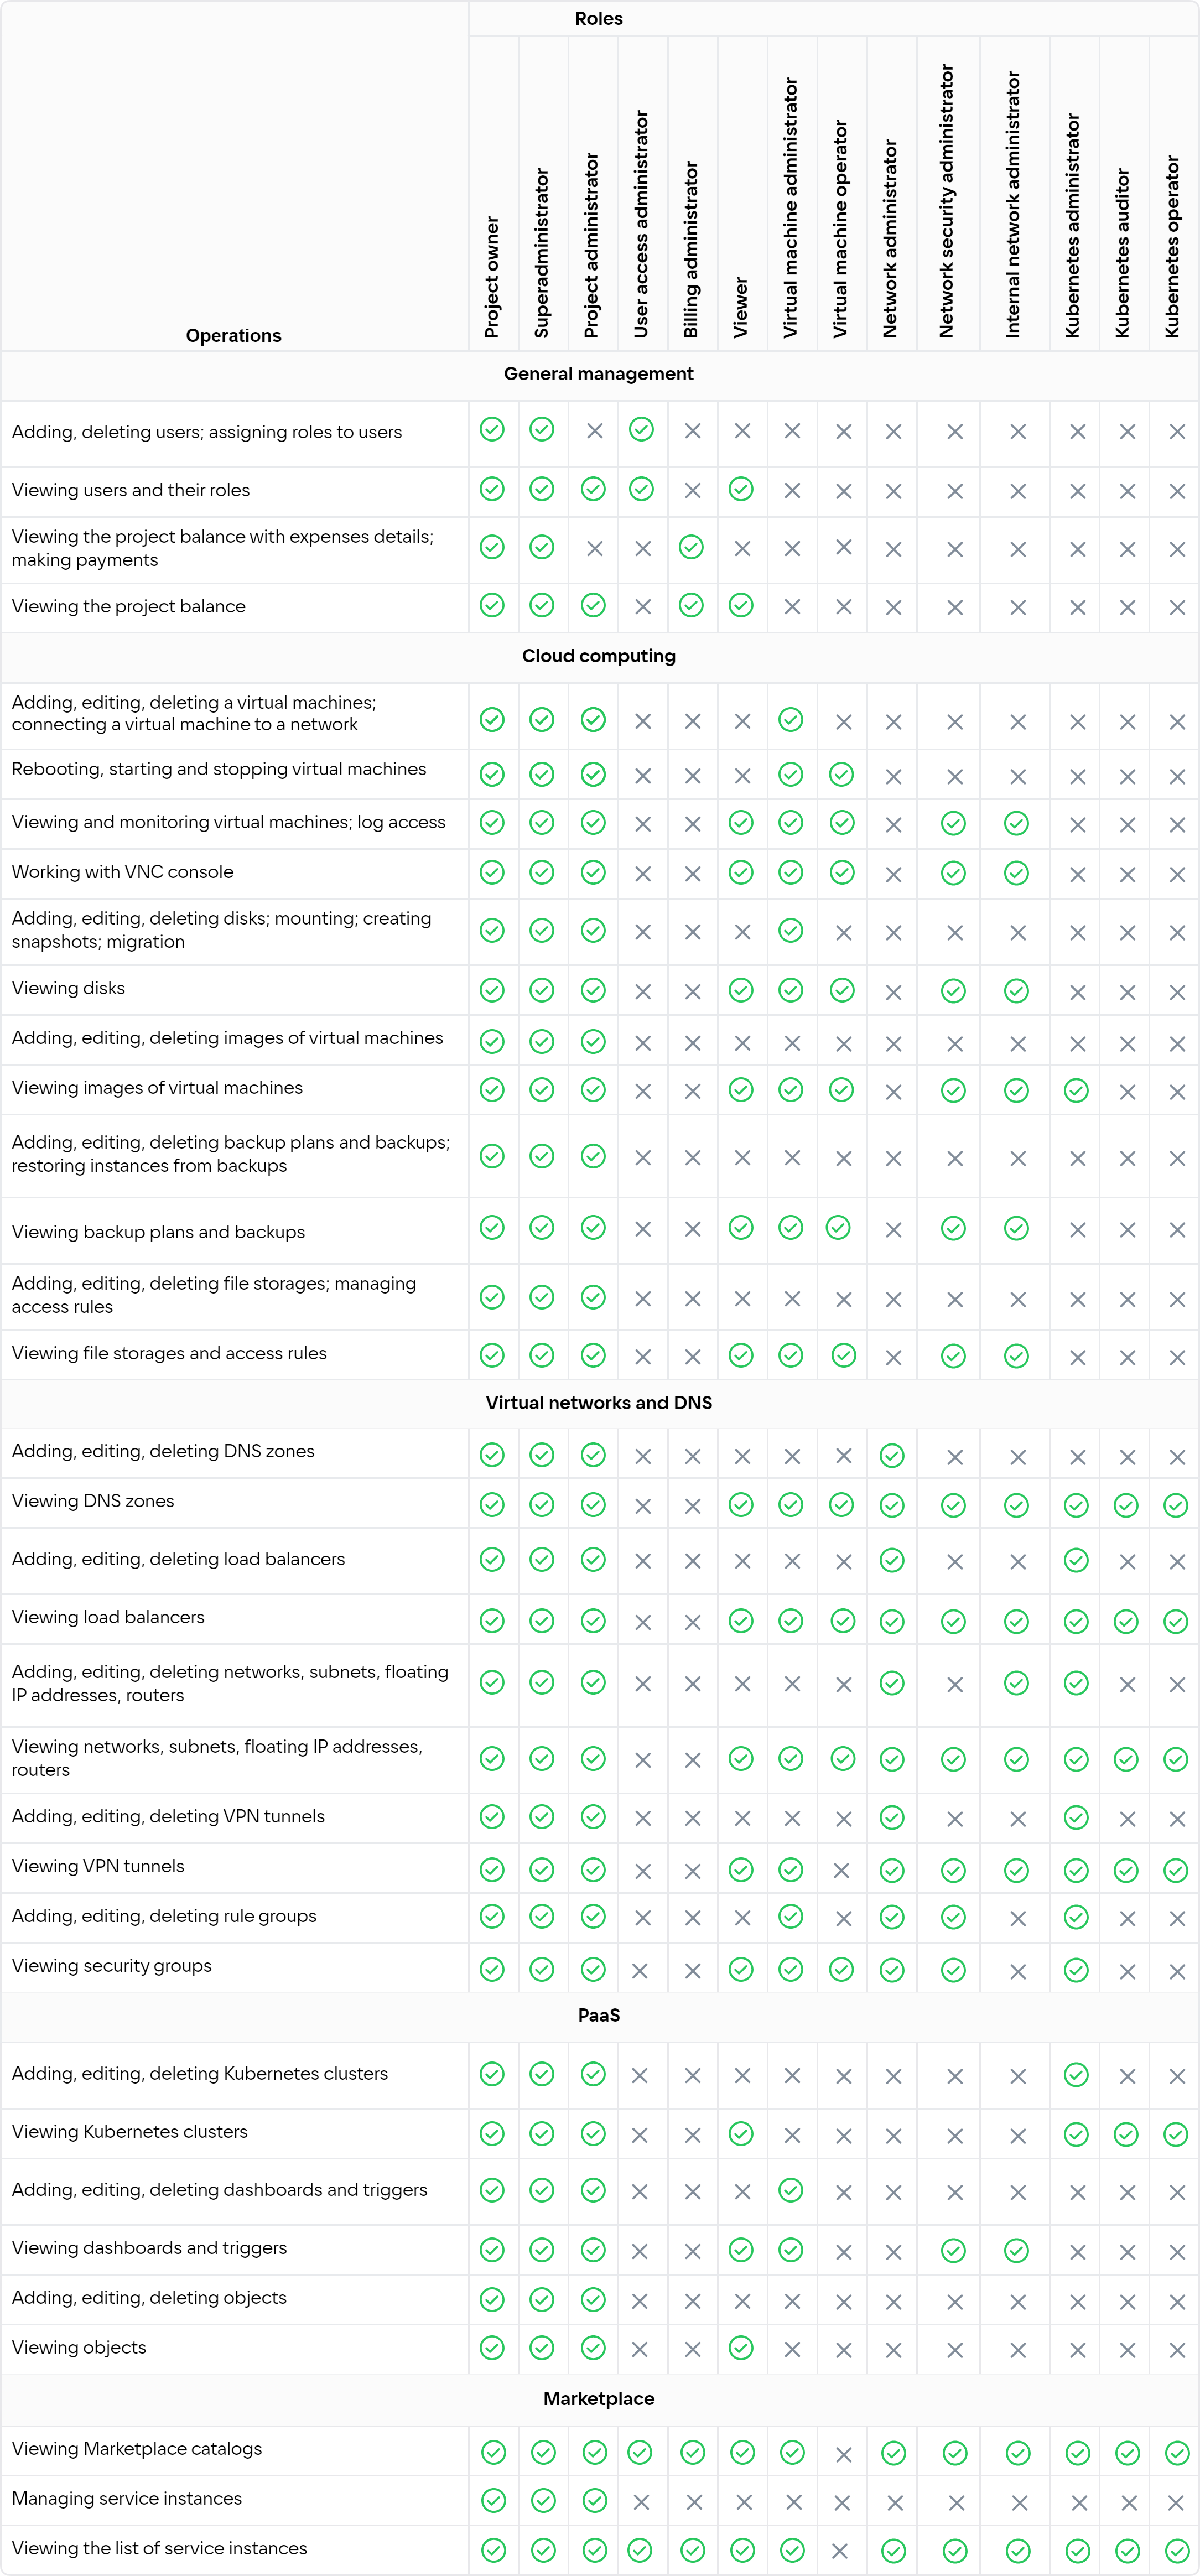 Roles
Operations
Project owner
Superadministrator
Project administrator
User access administrator
Billing administrator
Viewer
Virtual machine administrator
Virtual machine operator
Network administrator
Network security administrator
Internal network administrator
Kubernetes administrator
Kubernetes auditor
Kubernetes operator
General management
Adding, deleting users; assigning roles to users
Viewing users and their roles
Viewing the project balance with expenses details;
making payments
Viewing the project balance
Cloud computing
Adding, editing, deleting a virtual machines;
connecting a virtual machine to a network
Rebooting, starting and stopping virtual machines
Viewing and monitoring virtual machines; log access
Working with VNC console
Adding, editing, deleting disks; mounting; creating
snapshots; migration
Viewing disks
Adding, editing, deleting images of virtual machines
Viewing images of virtual machines
Adding, editing, deleting backup plans and backups;
restoring instances from backups
Viewing backup plans and backups
Adding, editing, deleting file storages; managing
access rules
Viewing file storages and access rules
Virtual networks and DNS
Adding, editing, deleting DNS zones
Viewing DNS zones
Adding, editing, deleting load balancers
Viewing load balancers
Adding, editing, deleting networks, subnets, floating
IP addresses, routers
Viewing networks, subnets, floating IP addresses,
routers
Adding, editing, deleting VPN tunnels
Viewing VPN tunnels
Adding, editing, deleting rule groups
Viewing security groups
PaaS
Adding, editing, deleting Kubernetes clusters
Viewing Kubernetes clusters
Adding, editing, deleting dashboards and triggers
Viewing dashboards and triggers
Adding, editing, deleting objects
Viewing objects
Marketplace
Viewing Marketplace catalogs
Managing service instances
Viewing the list of service instances